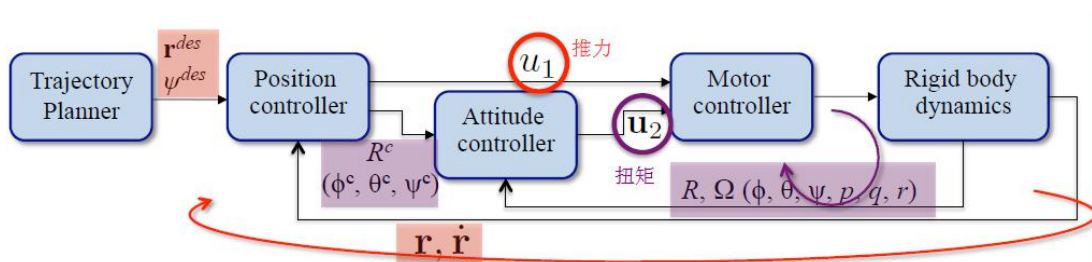 r^des
ψ^des
Trajectory
Planner
Position
controller
u₁
推力
Attitude
controller
u₂
扭矩
Motor
controller
Rigid body
dynamics
R^c
(ϕ^c, θ^c, ψ^c)
R, Ω (ϕ, θ, ψ, p, q, r)
r, ṙ